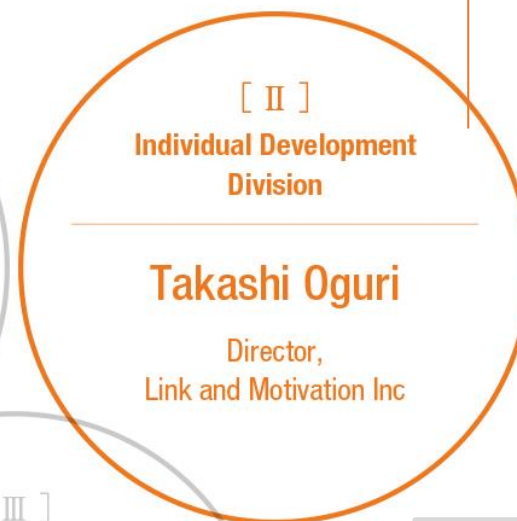 [ Ⅱ ]
Individual Development
Division
Takashi Oguri
Director,
Link and Motivation Inc
Ⅲ ]